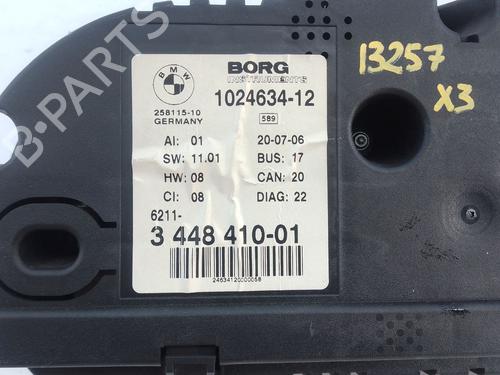 BMW
BORG
INSTRUMENTS
1024634-12
258115-10
GERMANY
589
AI: 01
20-07-06
SW: 11.01
BUS: 17
HW: 08
CAN: 20
CI: 08
DIAG: 22
6211-
3 448 410-01
24634120000058
13257
X3
B-PARTS